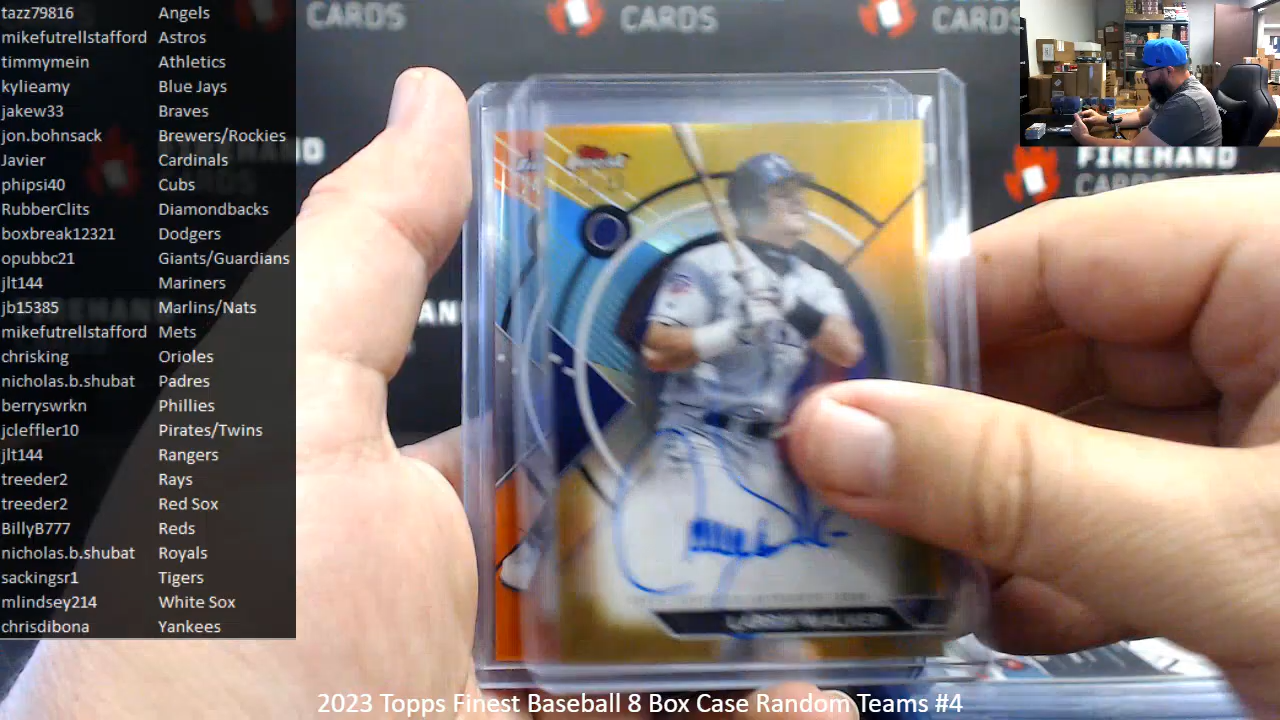 tazz79816 Angels
mikefutrellstafford Astros
timmymein Athletics
kylieamy Blue Jays
jakew33 Braves
jon.bohnsack Brewers/Rockies
Javier Cardinals
phipsi40 Cubs
RubberClits Diamondbacks
boxbreak12321 Dodgers
opubbc21 Giants/Guardians
jlt144 Mariners
jb15385 Marlins/Nats
mikefutrellstafford Mets
chrisking Orioles
nicholas.b.shubat Padres
berryswrkn Phillies
jcleffler10 Pirates/Twins
jlt144 Rangers
treeder2 Rays
treeder2 Red Sox
BillyB777 Reds
nicholas.b.shubat Royals
sackingsr1 Tigers
mlindsey214 White Sox
chrisdibona Yankees
CARDS CARDS CARDS
FIREHAND
CARDS
2023 Topps Finest Baseball 8 Box Case Random Teams #4